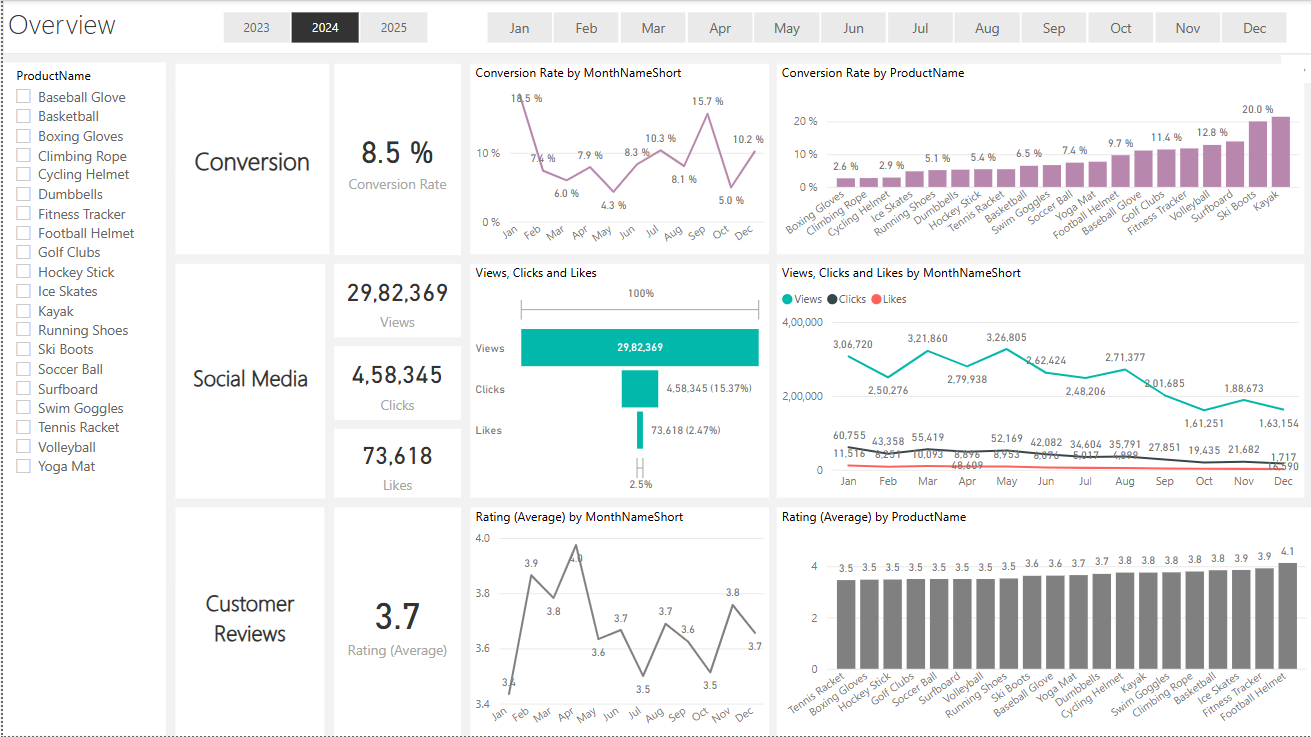 Overview
2023 2024 2025
Jan Feb Mar Apr May Jun Jul Aug Sep Oct Nov Dec
ProductName
Baseball Glove
Basketball
Boxing Gloves
Climbing Rope
Cycling Helmet
Dumbbells
Fitness Tracker
Football Helmet
Golf Clubs
Hockey Stick
Ice Skates
Kayak
Running Shoes
Ski Boots
Soccer Ball
Surfboard
Swim Goggles
Tennis Racket
Volleyball
Yoga Mat
Conversion
8.5 %
Conversion Rate
Conversion Rate by MonthNameShort
10 %
0 %
18.5 % 7.4 % 6.0 % 7.9 % 4.3 % 8.3 % 10.3 % 8.1 % 15.7 % 5.0 % 10.2 %
Jan Feb Mar Apr May Jun Jul Aug Sep Oct Dec
Conversion Rate by ProductName
20 %
10 %
0 %
2.6 % 2.9 % 5.1 % 5.4 % 6.5 % 7.4 % 9.7 % 11.4 % 12.8 % 20.0 %
Boxing Gloves Climbing Rope Cycling Helmet Ice Skates Running Shoes Dumbbells Hockey Stick Tennis Racket Basketball Swim Goggles Soccer Ball Yoga Mat Football Helmet Baseball Glove Golf Clubs Fitness Tracker Volleyball Surfboard Ski Boots Kayak
Social Media
29,82,369
Views
4,58,345
Clicks
73,618
Likes
Views, Clicks and Likes
100%
Views 29,82,369
Clicks 4,58,345 (15.37%)
Likes 73,618 (2.47%)
2.5%
Views, Clicks and Likes by MonthNameShort
Views Clicks Likes
4,00,000
2,00,000
0
3,06,720 2,50,276 3,21,860 2,79,938 3,26,805 2,62,424 2,48,206 2,71,377 2,01,685 1,61,251 1,88,673 1,63,154
60,755 43,358 55,419 48,609 52,169 42,082 34,604 35,791 27,851 19,435 21,682 16,590
11,516 8,251 10,093 8,896 8,953 1,717
Jan Feb Mar Apr May Jun Jul Aug Sep Oct Nov Dec
Customer
Reviews
3.7
Rating (Average)
Rating (Average) by MonthNameShort
4.0
3.8
3.6
3.4
3.4 3.9 3.8 4.0 3.6 3.7 3.5 3.7 3.6 3.5 3.8 3.7
Jan Feb Mar Apr May Jun Jul Aug Sep Oct Nov Dec
Rating (Average) by ProductName
4
2
0
3.5 3.5 3.5 3.5 3.5 3.5 3.5 3.5 3.6 3.6 3.7 3.7 3.8 3.8 3.8 3.8 3.8 3.9 3.9 4.1
Tennis Racket Boxing Gloves Hockey Stick Golf Clubs Soccer Ball Surfboard Volleyball Running Shoes Ski Boots Baseball Glove Yoga Mat Dumbbells Cycling Helmet Kayak Swim Goggles Climbing Rope Basketball Ice Skates Fitness Tracker Football Helmet